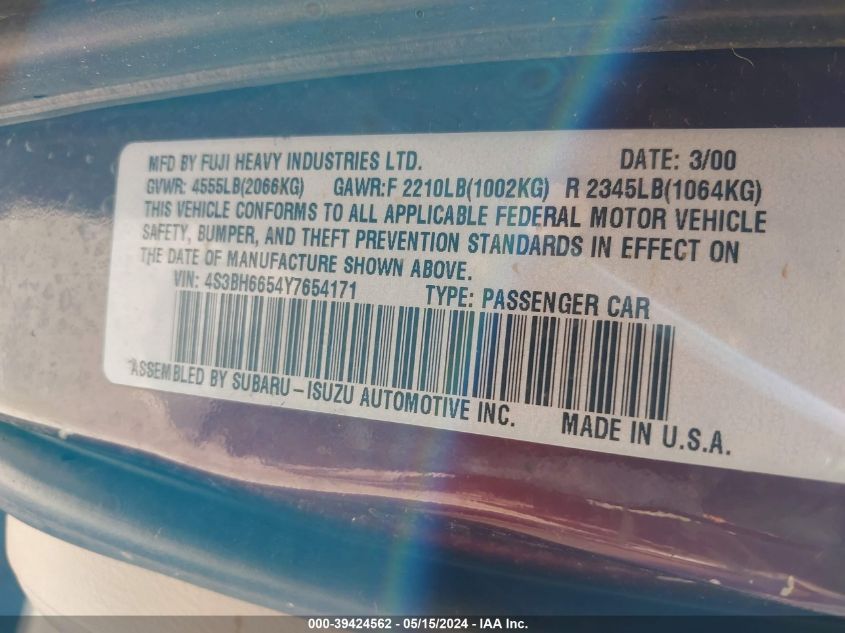 MFD BY FUJI HEAVY INDUSTRIES LTD. DATE: 3/00
GVWR: 4555LB(2066KG) GAWR:F 2210LB(1002KG) R 2345LB(1064KG)
THIS VEHICLE CONFORMS TO ALL APPLICABLE FEDERAL MOTOR VEHICLE
SAFETY, BUMPER, AND THEFT PREVENTION STANDARDS IN EFFECT ON
THE DATE OF MANUFACTURE SHOWN ABOVE.
VIN: 4S3BH6654Y7654171 TYPE: PASSENGER CAR
ASSEMBLED BY SUBARU-ISUZU AUTOMOTIVE INC. MADE IN U.S.A.
000-39424562 - 05/15/2024 - IAA Inc.